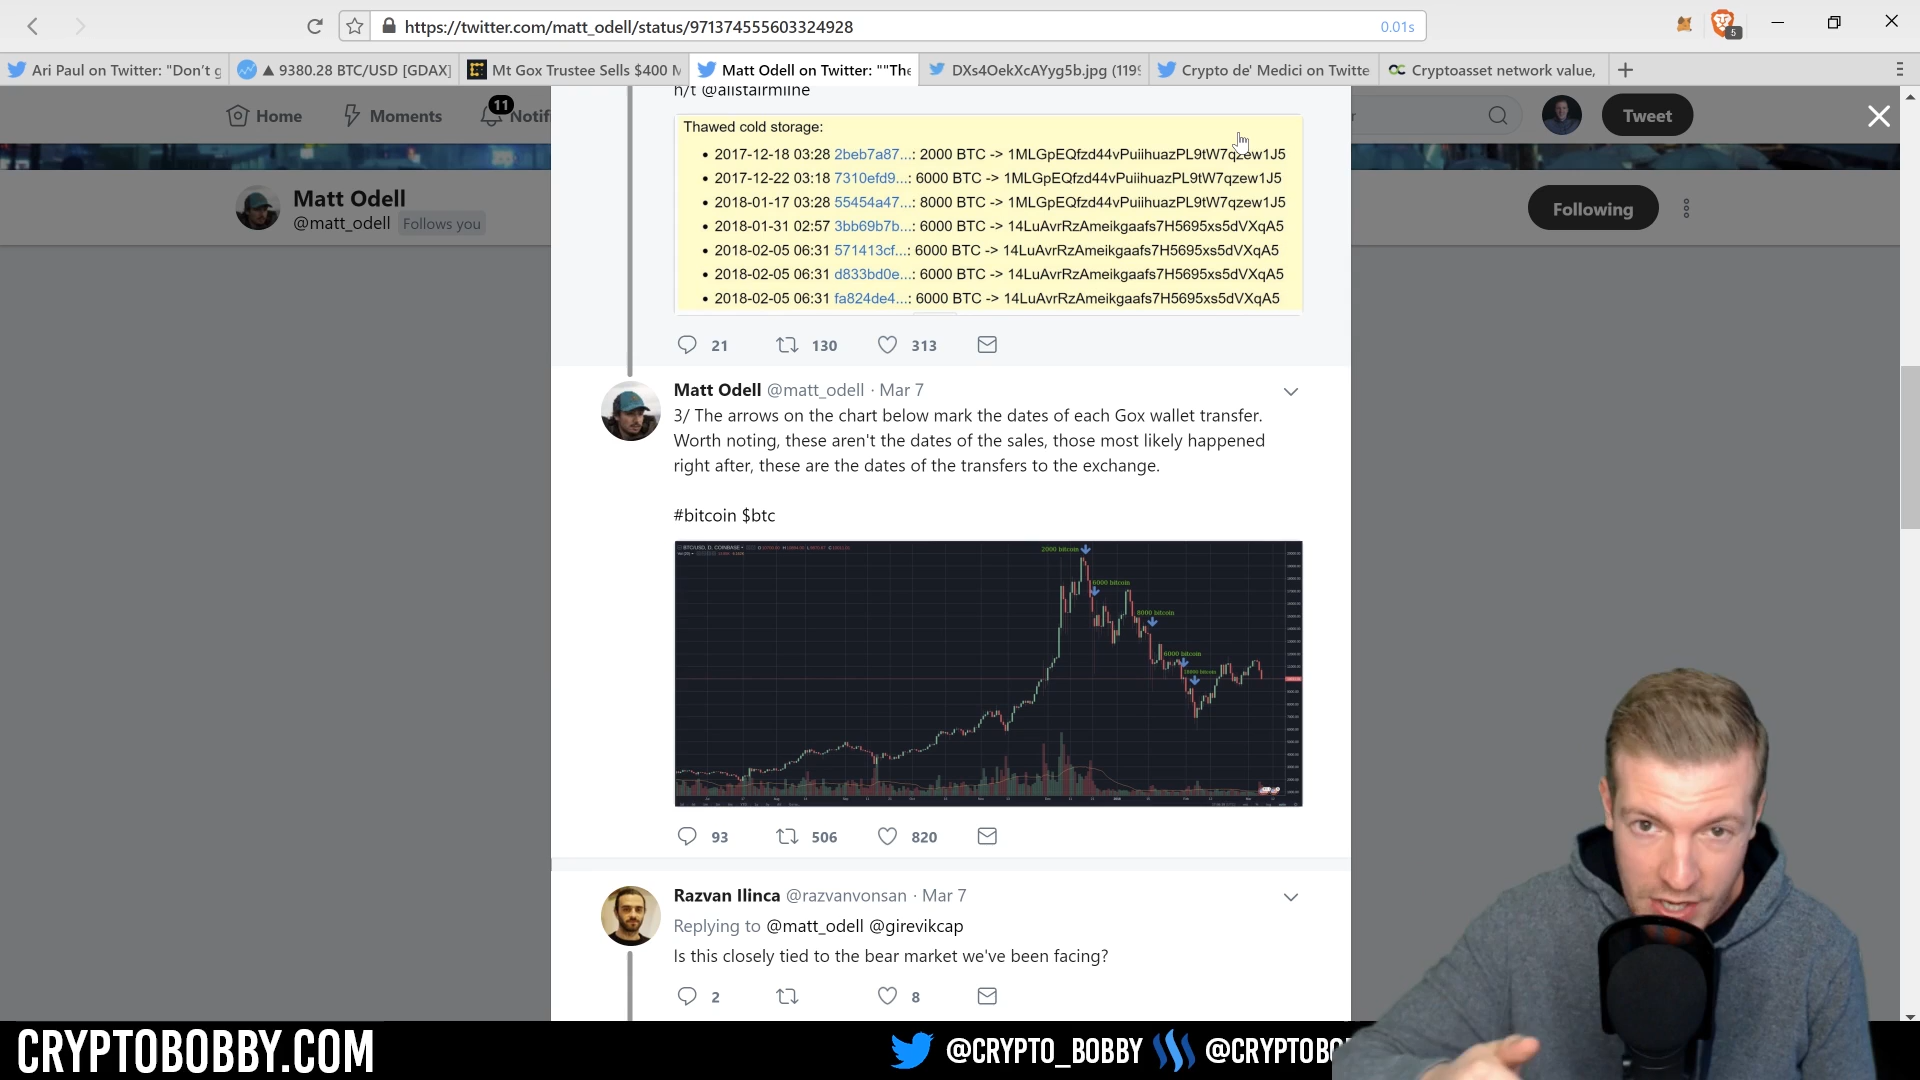 https://twitter.com/matt_odell/status/971374555603324928
0.01s
5
Ari Paul on Twitter: "Don't g
▲ 9380.28 BTC/USD [GDAX]
Mt Gox Trustee Sells $400 M
Matt Odell on Twitter: ""The
DXs4OekXcAYyg5b.jpg (119
Crypto de' Medici on Twitte
Cryptoasset network value,
h/t @alistairmilne
Home
Moments
11
Notif
Tweet
Matt Odell
@matt_odell Follows you
Following
Thawed cold storage:
• 2017-12-18 03:28 2beb7a87...: 2000 BTC -> 1MLGpEQfzd44vPuiihuazPL9tW7qzew1J5
• 2017-12-22 03:18 7310efd9...: 6000 BTC -> 1MLGpEQfzd44vPuiihuazPL9tW7qzew1J5
• 2018-01-17 03:28 55454a47...: 8000 BTC -> 1MLGpEQfzd44vPuiihuazPL9tW7qzew1J5
• 2018-01-31 02:57 3bb69b7b...: 6000 BTC -> 14LuAvrRzAmeikgaafs7H5695xs5dVXqA5
• 2018-02-05 06:31 571413cf...: 6000 BTC -> 14LuAvrRzAmeikgaafs7H5695xs5dVXqA5
• 2018-02-05 06:31 d833bd0e...: 6000 BTC -> 14LuAvrRzAmeikgaafs7H5695xs5dVXqA5
• 2018-02-05 06:31 fa824de4...: 6000 BTC -> 14LuAvrRzAmeikgaafs7H5695xs5dVXqA5
21 130 313
Matt Odell @matt_odell · Mar 7
3/ The arrows on the chart below mark the dates of each Gox wallet transfer.
Worth noting, these aren't the dates of the sales, those most likely happened
right after, these are the dates of the transfers to the exchange.
#bitcoin $btc
BTC/USD, D, COINBASE
2000 bitcoin
6000 bitcoin
8000 bitcoin
6000 bitcoin
18000 bitcoin
93 506 820
Razvan Ilinca @razvanvonsan · Mar 7
Replying to @matt_odell @girevikcap
Is this closely tied to the bear market we've been facing?
2 8
CRYPTOBOBBY.COM
@CRYPTO_BOBBY
@CRYPTOBO